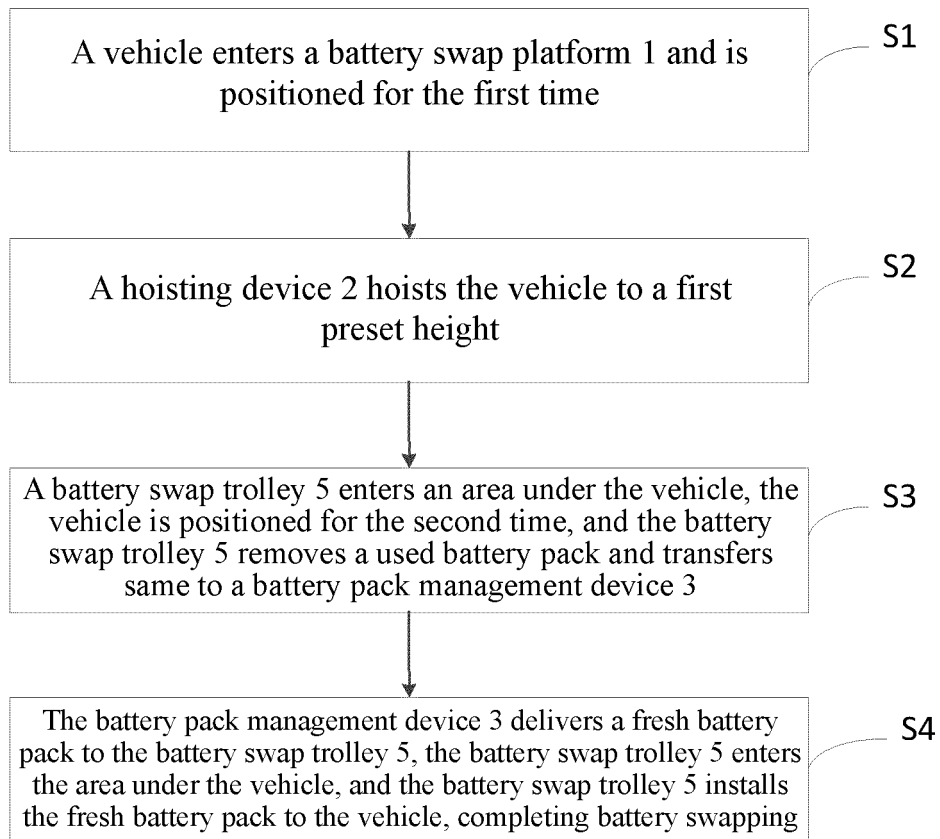 A vehicle enters a battery swap platform 1 and is
positioned for the first time
S1
A hoisting device 2 hoists the vehicle to a first
preset height
S2
A battery swap trolley 5 enters an area under the vehicle, the
vehicle is positioned for the second time, and the battery
swap trolley 5 removes a used battery pack and transfers
same to a battery pack management device 3
S3
The battery pack management device 3 delivers a fresh battery
pack to the battery swap trolley 5, the battery swap trolley 5 enters
the area under the vehicle, and the battery swap trolley 5 installs
the fresh battery pack to the vehicle, completing battery swapping
S4